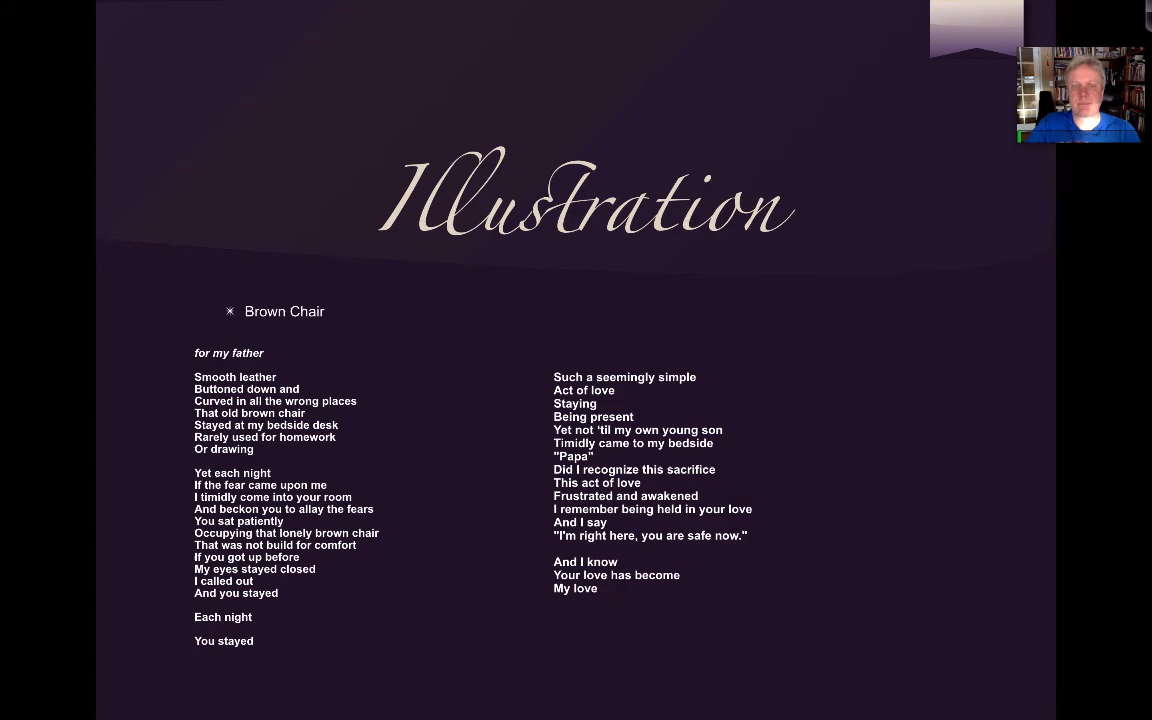 Illustration
Brown Chair
for my father
Smooth leather
Buttoned down and
Curved in all the wrong places
That old brown chair
Stayed at my bedside desk
Rarely used for homework
Or drawing
Yet each night
If the fear came upon me
I timidly come into your room
And beckon you to allay the fears
You sat patiently
Occupying that lonely brown chair
That was not build for comfort
If you got up before
My eyes stayed closed
I called out
And you stayed
Each night
You stayed
Such a seemingly simple
Act of love
Staying
Being present
Yet not ‘til my own young son
Timidly came to my bedside
"Papa"
Did I recognize this sacrifice
This act of love
Frustrated and awakened
I remember being held in your love
And I say
"I'm right here, you are safe now."
And I know
Your love has become
My love